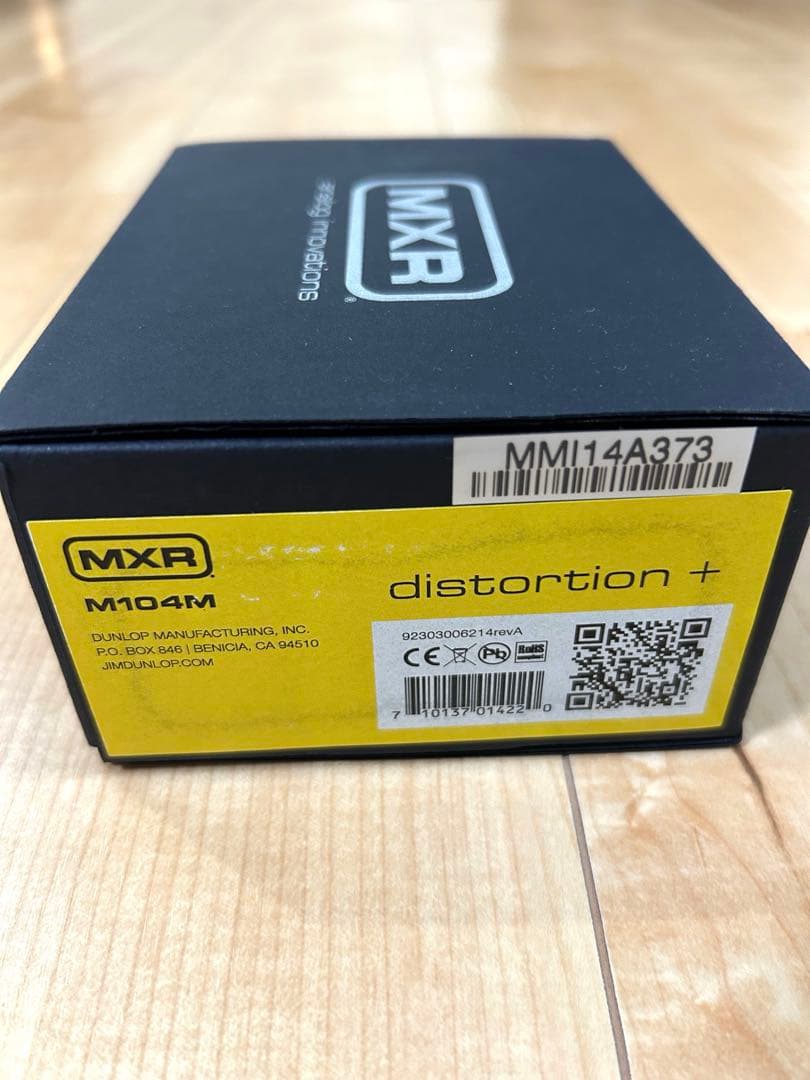 MXR®
analog innovations
MMI14A373
MXR
M104M
DUNLOP MANUFACTURING, INC.
P.O. BOX 846 | BENICIA, CA 94510
JIMDUNLOP.COM
distortion +
92303006214revA
CE Pb RoHS
7 10137 01422 0